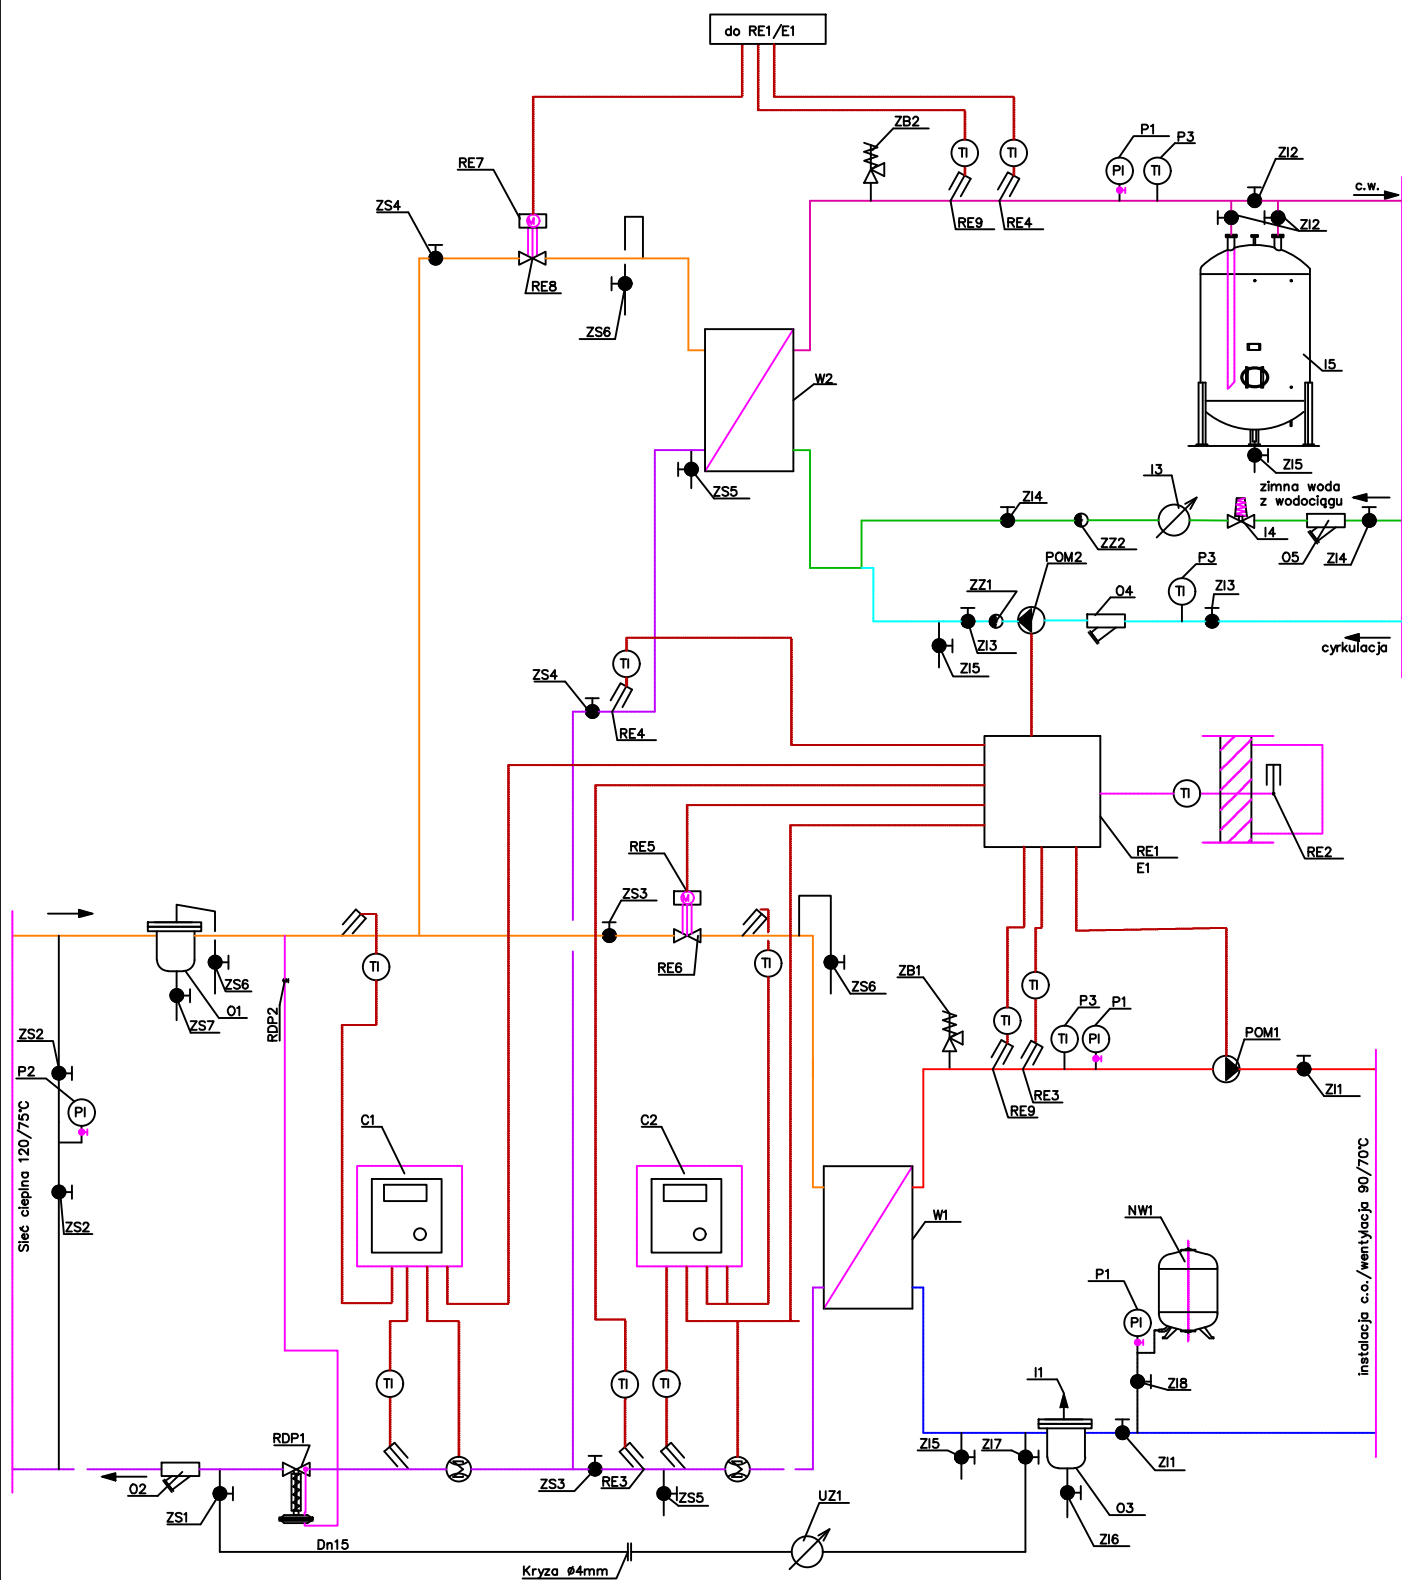 do RE1/E1
ZB2
P1
P3
ZI2
TI
TI
PI
TI
RE7
c.w.
ZS4
M
RE9
RE4
ZI2
RE8
ZS6
I5
W2
ZS5
I3
ZI5
ZI4
zimna woda
z wodociągu
ZZ2
I4
O5
ZI4
POM2
P3
ZZ1
O4
TI
ZI3
ZI3
cyrkulacja
TI
ZI5
ZS4
RE4
TI
RE5
RE1
E1
RE2
M
ZS3
RE6
TI
TI
ZB1
TI
ZS6
O1
ZS6
ZS7
RDP2
TI
P3
P1
ZS2
TI
PI
POM1
P2
RE3
ZI1
PI
RE9
C1
C2
Sieć cieplna 120/75°C
ZS2
W1
NW1
instalacja c.o./wentylacja 90/70°C
P1
PI
I1
ZI8
TI
TI
TI
RDP1
ZI5
ZI7
ZI1
O2
ZS3
RE3
ZS5
ZS1
UZ1
O3
ZI6
Dn15
Kryza ø4mm